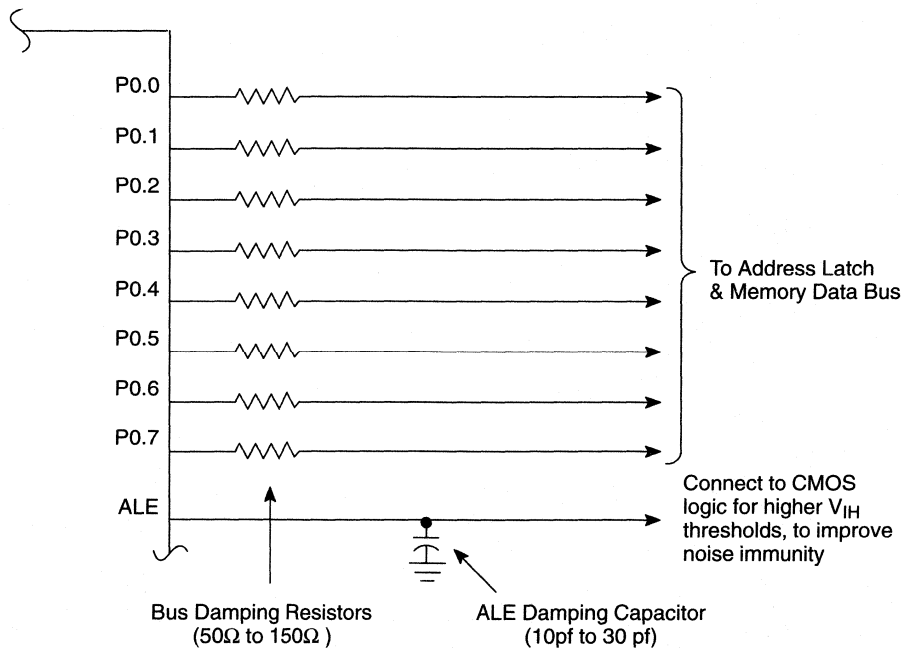 P0.0
P0.1
P0.2
P0.3
P0.4
P0.5
P0.6
P0.7
To Address Latch
& Memory Data Bus
ALE
Connect to CMOS
logic for higher VIH
thresholds, to improve
noise immunity
Bus Damping Resistors
(50Ω to 150Ω )
ALE Damping Capacitor
(10pf to 30 pf)